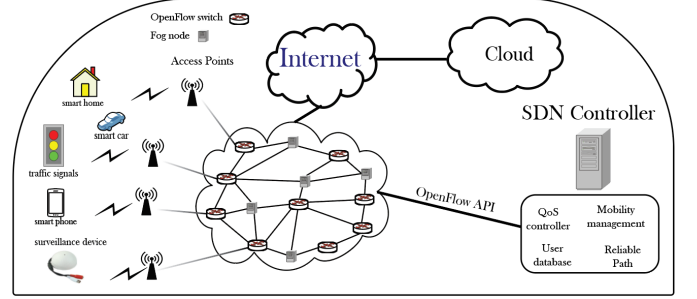 OpenFlow switch
Fog node
Access Points
smart home
smart car
traffic signals
smart phone
surveillance device
Internet
Cloud
SDN Controller
OpenFlow API
QoS
controller
Mobility
management
User
database
Reliable
Path